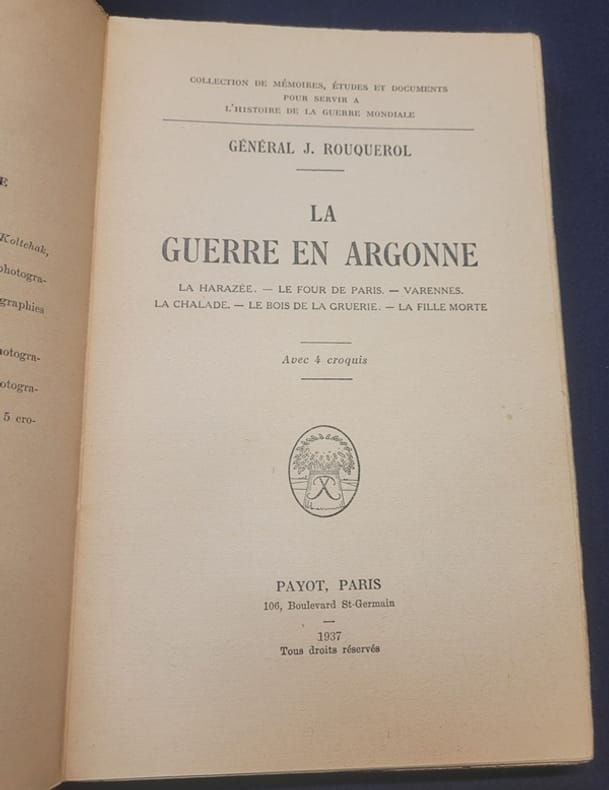 E
Koltchak,
photogra-
graphies
hotogra-
otogra-
5 cro-
COLLECTION DE MÉMOIRES, ÉTUDES ET DOCUMENTS
POUR SERVIR A
L'HISTOIRE DE LA GUERRE MONDIALE
GÉNÉRAL J. ROUQUEROL
LA
GUERRE EN ARGONNE
LA HARAZÉE. — LE FOUR DE PARIS. — VARENNES.
LA CHALADE. — LE BOIS DE LA GRUERIE. — LA FILLE MORTE
Avec 4 croquis
PAYOT, PARIS
106, Boulevard St-Germain
1937
Tous droits réservés